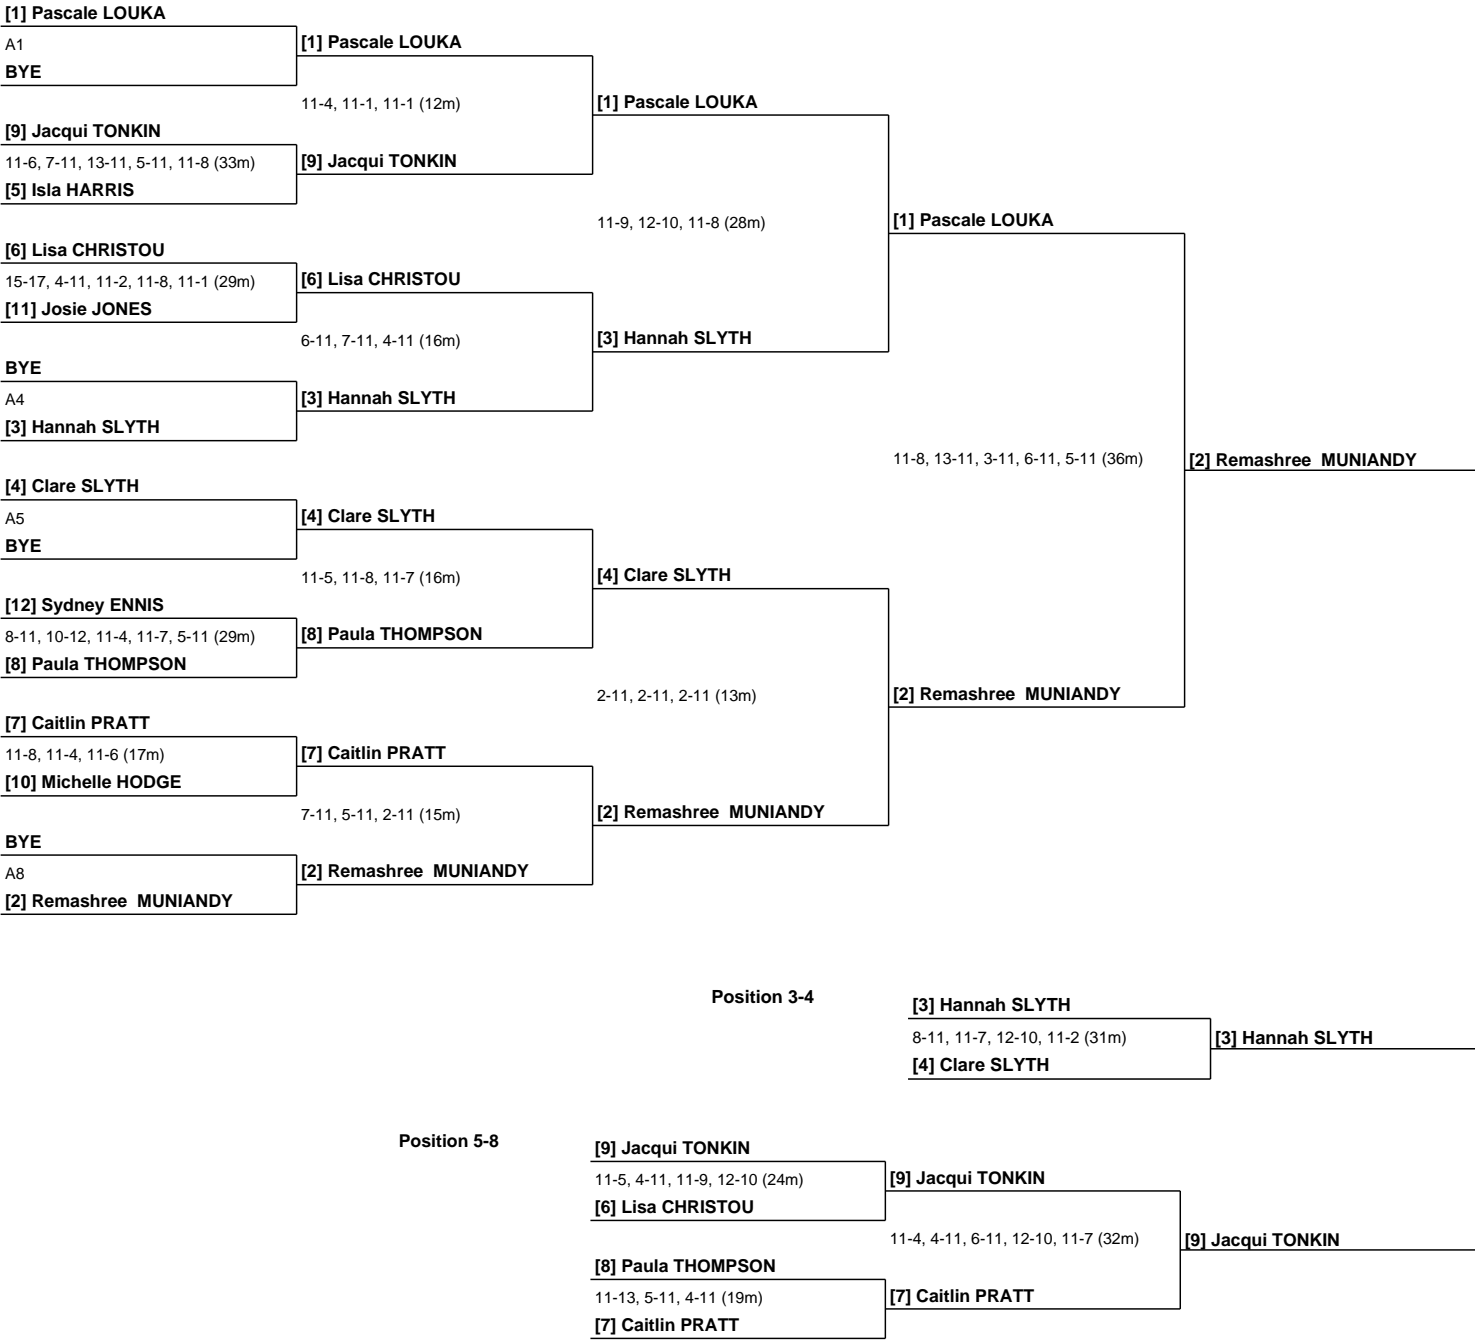 [1] Pascale LOUKA
A1
BYE
[1] Pascale LOUKA
11-4, 11-1, 11-1 (12m)
[9] Jacqui TONKIN
11-6, 7-11, 13-11, 5-11, 11-8 (33m)
[5] Isla HARRIS
[9] Jacqui TONKIN
[1] Pascale LOUKA
11-9, 12-10, 11-8 (28m)
[6] Lisa CHRISTOU
15-17, 4-11, 11-2, 11-8, 11-1 (29m)
[11] Josie JONES
[6] Lisa CHRISTOU
6-11, 7-11, 4-11 (16m)
BYE
A4
[3] Hannah SLYTH
[3] Hannah SLYTH
[3] Hannah SLYTH
[1] Pascale LOUKA
11-8, 13-11, 3-11, 6-11, 5-11 (36m)
[2] Remashree  MUNIANDY
[4] Clare SLYTH
A5
BYE
[4] Clare SLYTH
11-5, 11-8, 11-7 (16m)
[12] Sydney ENNIS
8-11, 10-12, 11-4, 11-7, 5-11 (29m)
[8] Paula THOMPSON
[8] Paula THOMPSON
[4] Clare SLYTH
2-11, 2-11, 2-11 (13m)
[2] Remashree  MUNIANDY
[7] Caitlin PRATT
11-8, 11-4, 11-6 (17m)
[10] Michelle HODGE
[7] Caitlin PRATT
7-11, 5-11, 2-11 (15m)
[2] Remashree  MUNIANDY
BYE
A8
[2] Remashree  MUNIANDY
[2] Remashree  MUNIANDY
Position 3-4
[3] Hannah SLYTH
8-11, 11-7, 12-10, 11-2 (31m)
[4] Clare SLYTH
[3] Hannah SLYTH
Position 5-8
[9] Jacqui TONKIN
11-5, 4-11, 11-9, 12-10 (24m)
[6] Lisa CHRISTOU
[9] Jacqui TONKIN
11-4, 4-11, 6-11, 12-10, 11-7 (32m)
[9] Jacqui TONKIN
[8] Paula THOMPSON
11-13, 5-11, 4-11 (19m)
[7] Caitlin PRATT
[7] Caitlin PRATT